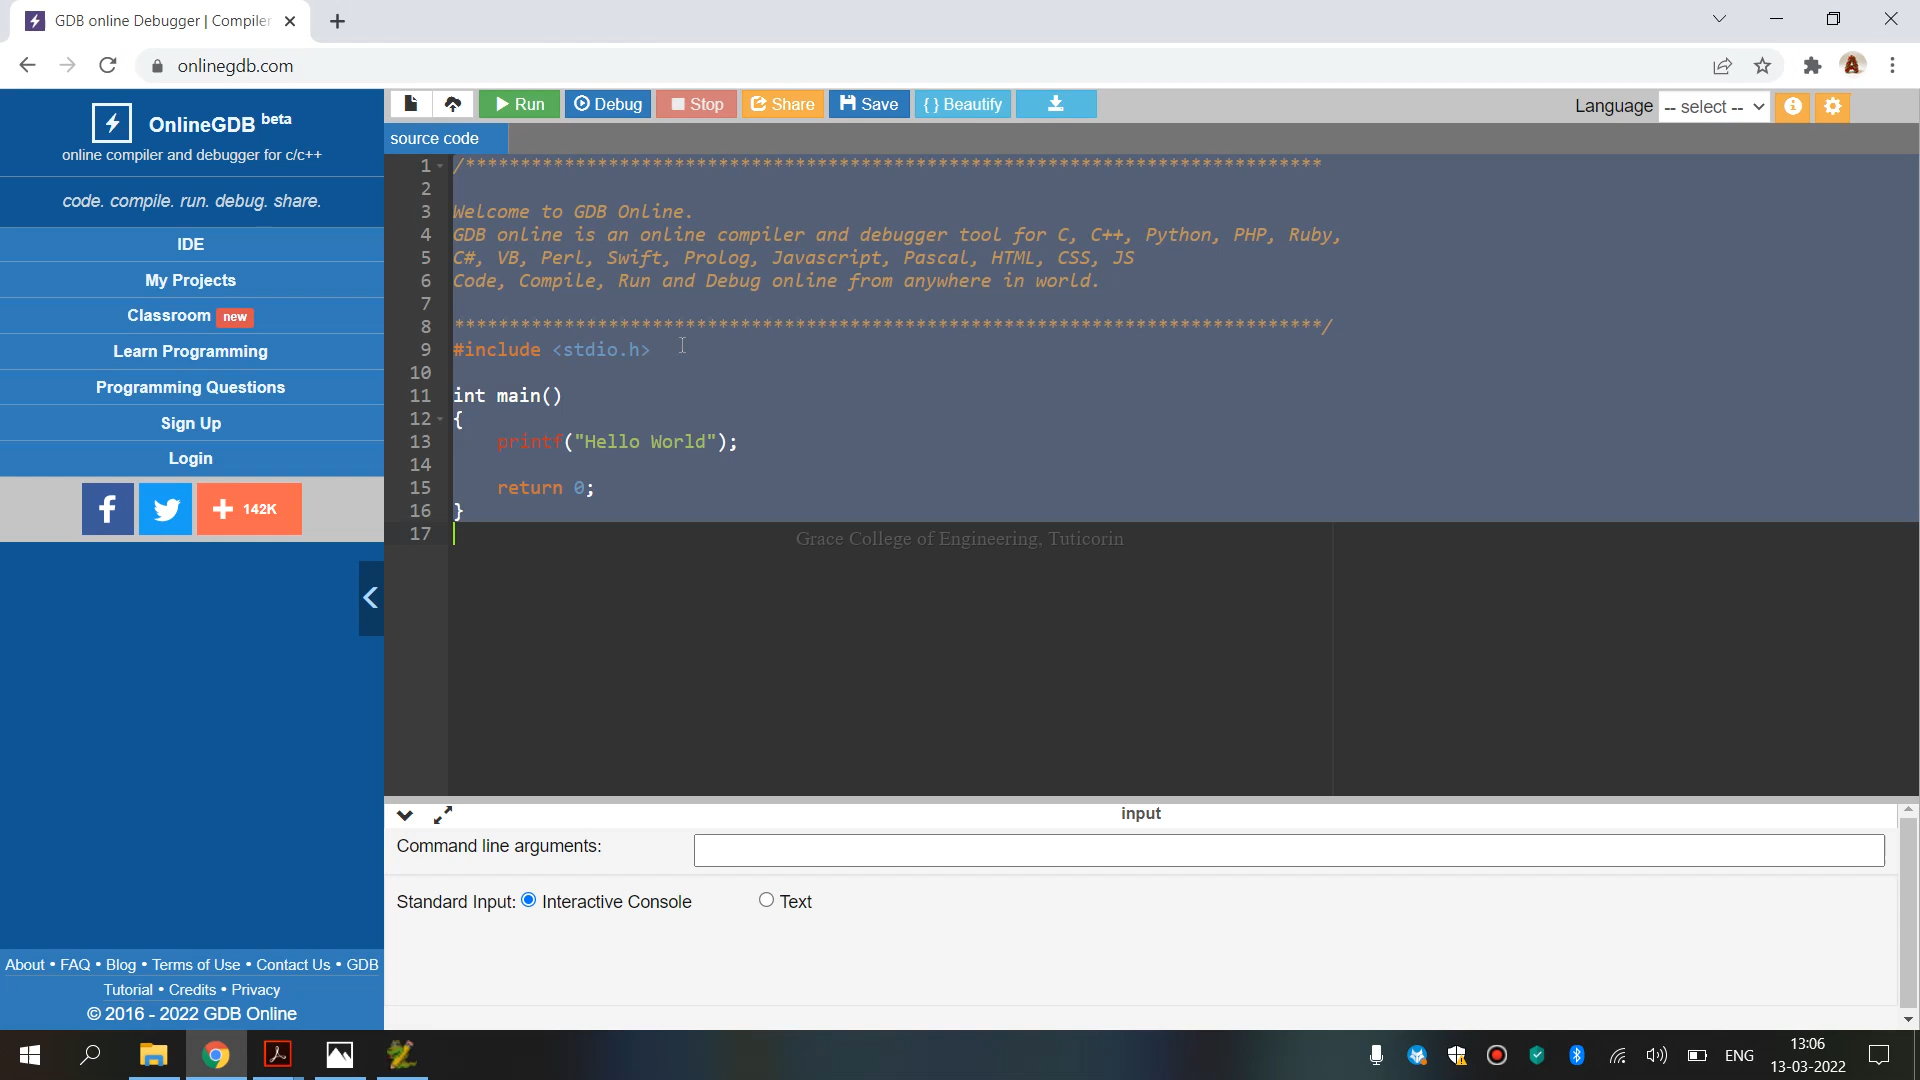 GDB online Debugger | Compiler
onlinegdb.com
OnlineGDB beta
online compiler and debugger for c/c++
code. compile. run. debug. share.
IDE
My Projects
Classroom new
Learn Programming
Programming Questions
Sign Up
Login
142K
About • FAQ • Blog • Terms of Use • Contact Us • GDB
Tutorial • Credits • Privacy
© 2016 - 2022 GDB Online
Run Debug Stop Share Save { } Beautify
Language -- select --
source code
1 /******************************************************************************
2
3 Welcome to GDB Online.
4 GDB online is an online compiler and debugger tool for C, C++, Python, PHP, Ruby,
5 C#, VB, Perl, Swift, Prolog, Javascript, Pascal, HTML, CSS, JS
6 Code, Compile, Run and Debug online from anywhere in world.
7
8 *******************************************************************************/
9 #include <stdio.h>
10
11 int main()
12 {
13 printf("Hello World");
14
15 return 0;
16 }
17
Grace College of Engineering, Tuticorin
input
Command line arguments:
Standard Input: Interactive Console Text
ENG
13:06
13-03-2022